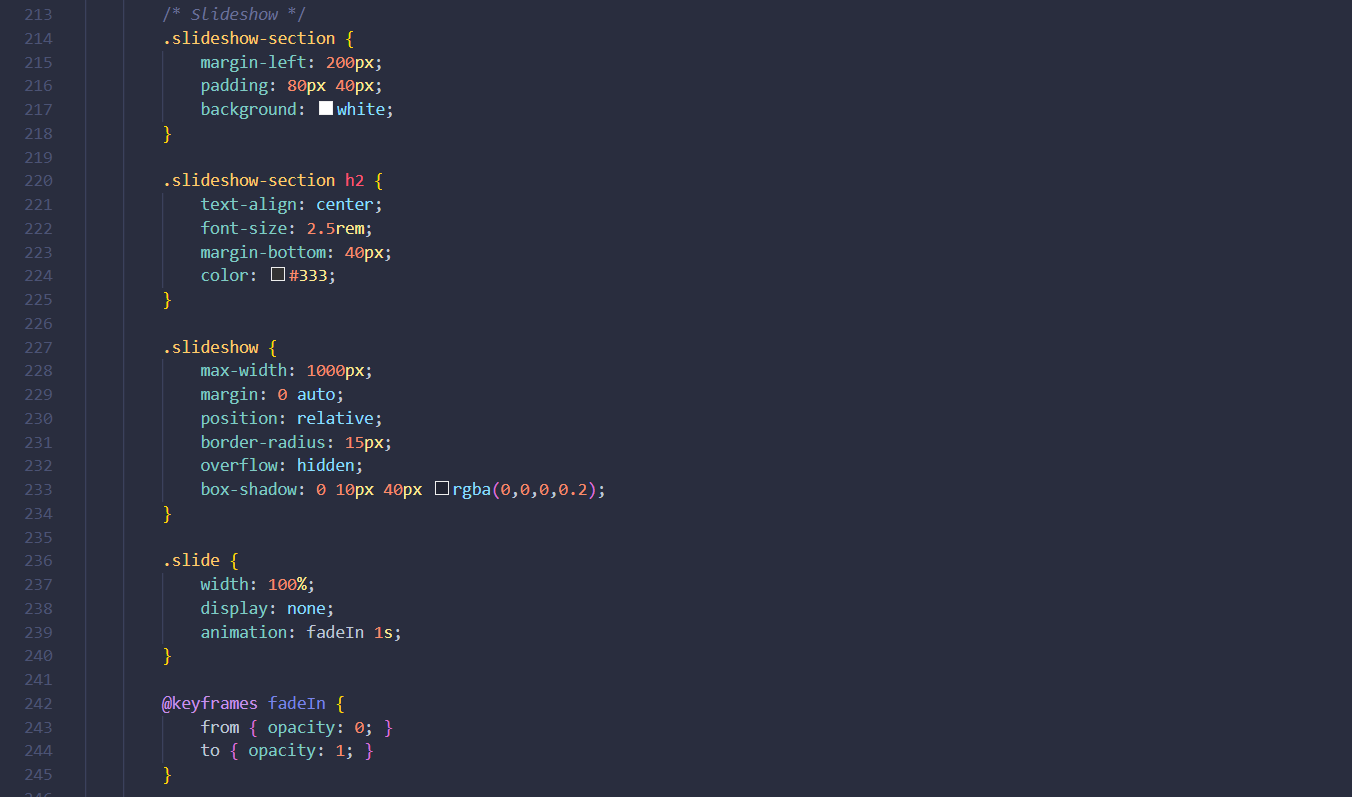 213 /* Slideshow */
214 .slideshow-section {
215 margin-left: 200px;
216 padding: 80px 40px;
217 background: white;
218 }
219
220 .slideshow-section h2 {
221 text-align: center;
222 font-size: 2.5rem;
223 margin-bottom: 40px;
224 color: #333;
225 }
226
227 .slideshow {
228 max-width: 1000px;
229 margin: 0 auto;
230 position: relative;
231 border-radius: 15px;
232 overflow: hidden;
233 box-shadow: 0 10px 40px rgba(0,0,0,0.2);
234 }
235
236 .slide {
237 width: 100%;
238 display: none;
239 animation: fadeIn 1s;
240 }
241
242 @keyframes fadeIn {
243 from { opacity: 0; }
244 to { opacity: 1; }
245 }